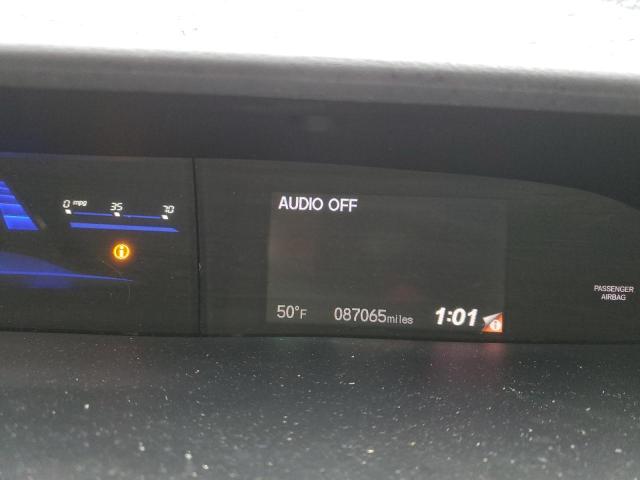 0 mpg 35 70
AUDIO OFF
PASSENGER
AIRBAG
50°F 087065miles 1:01